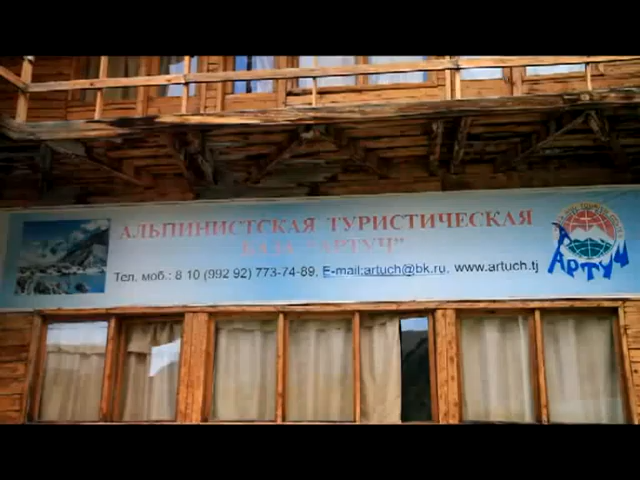 АЛЬПИНИСТСКАЯ ТУРИСТИЧЕСКАЯ
БАЗА "АРТУЧ"
Тел. моб.: 8 10 (992 92) 773-74-89, E-mail:artuch@bk.ru, www.artuch.tj
Артуч